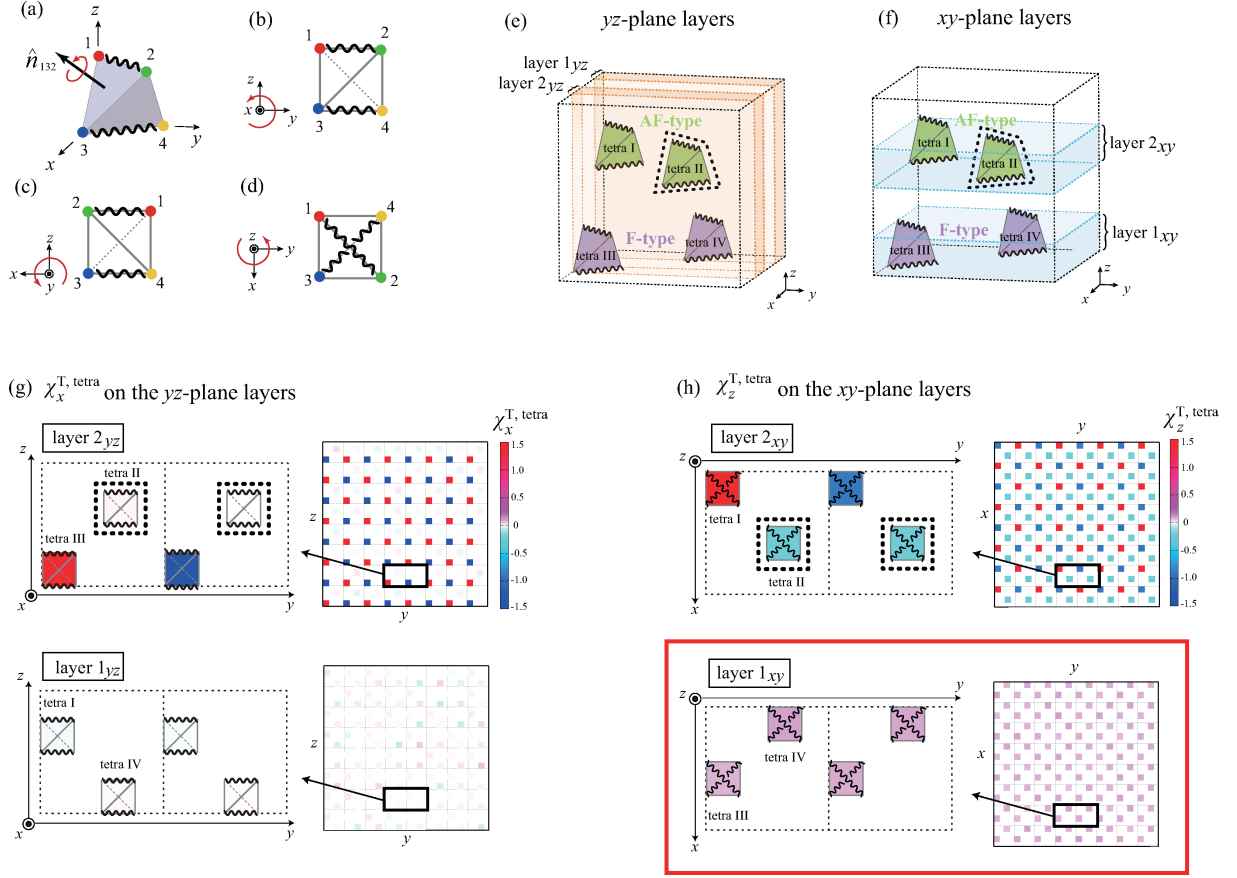 (a)
z
1
2
n̂132
3
4
y
x
(b)
1
2
z
x
y
3
4
(c)
2
1
z
x
y
3
4
(d)
1
4
z
y
x
3
2
(e) yz-plane layers
layer 1yz
layer 2yz
AF-type
tetra I
tetra II
F-type
tetra IV
tetra III
z
y
x
(f) xy-plane layers
AF-type
tetra I
tetra II
layer 2xy
F-type
tetra IV
tetra III
layer 1xy
z
y
x
(g) χxT, tetra on the yz-plane layers
layer 2yz
z
tetra II
tetra III
x
y
z
y
χxT, tetra
1.5
1.0
0.5
0
-0.5
-1.0
-1.5
layer 1yz
z
tetra I
tetra IV
x
y
z
y
(h) χzT, tetra on the xy-plane layers
layer 2xy
z
y
tetra I
tetra II
x
y
x
χzT, tetra
1.5
1.0
0.5
0
-0.5
-1.0
-1.5
layer 1xy
z
y
tetra IV
tetra III
x
y
x